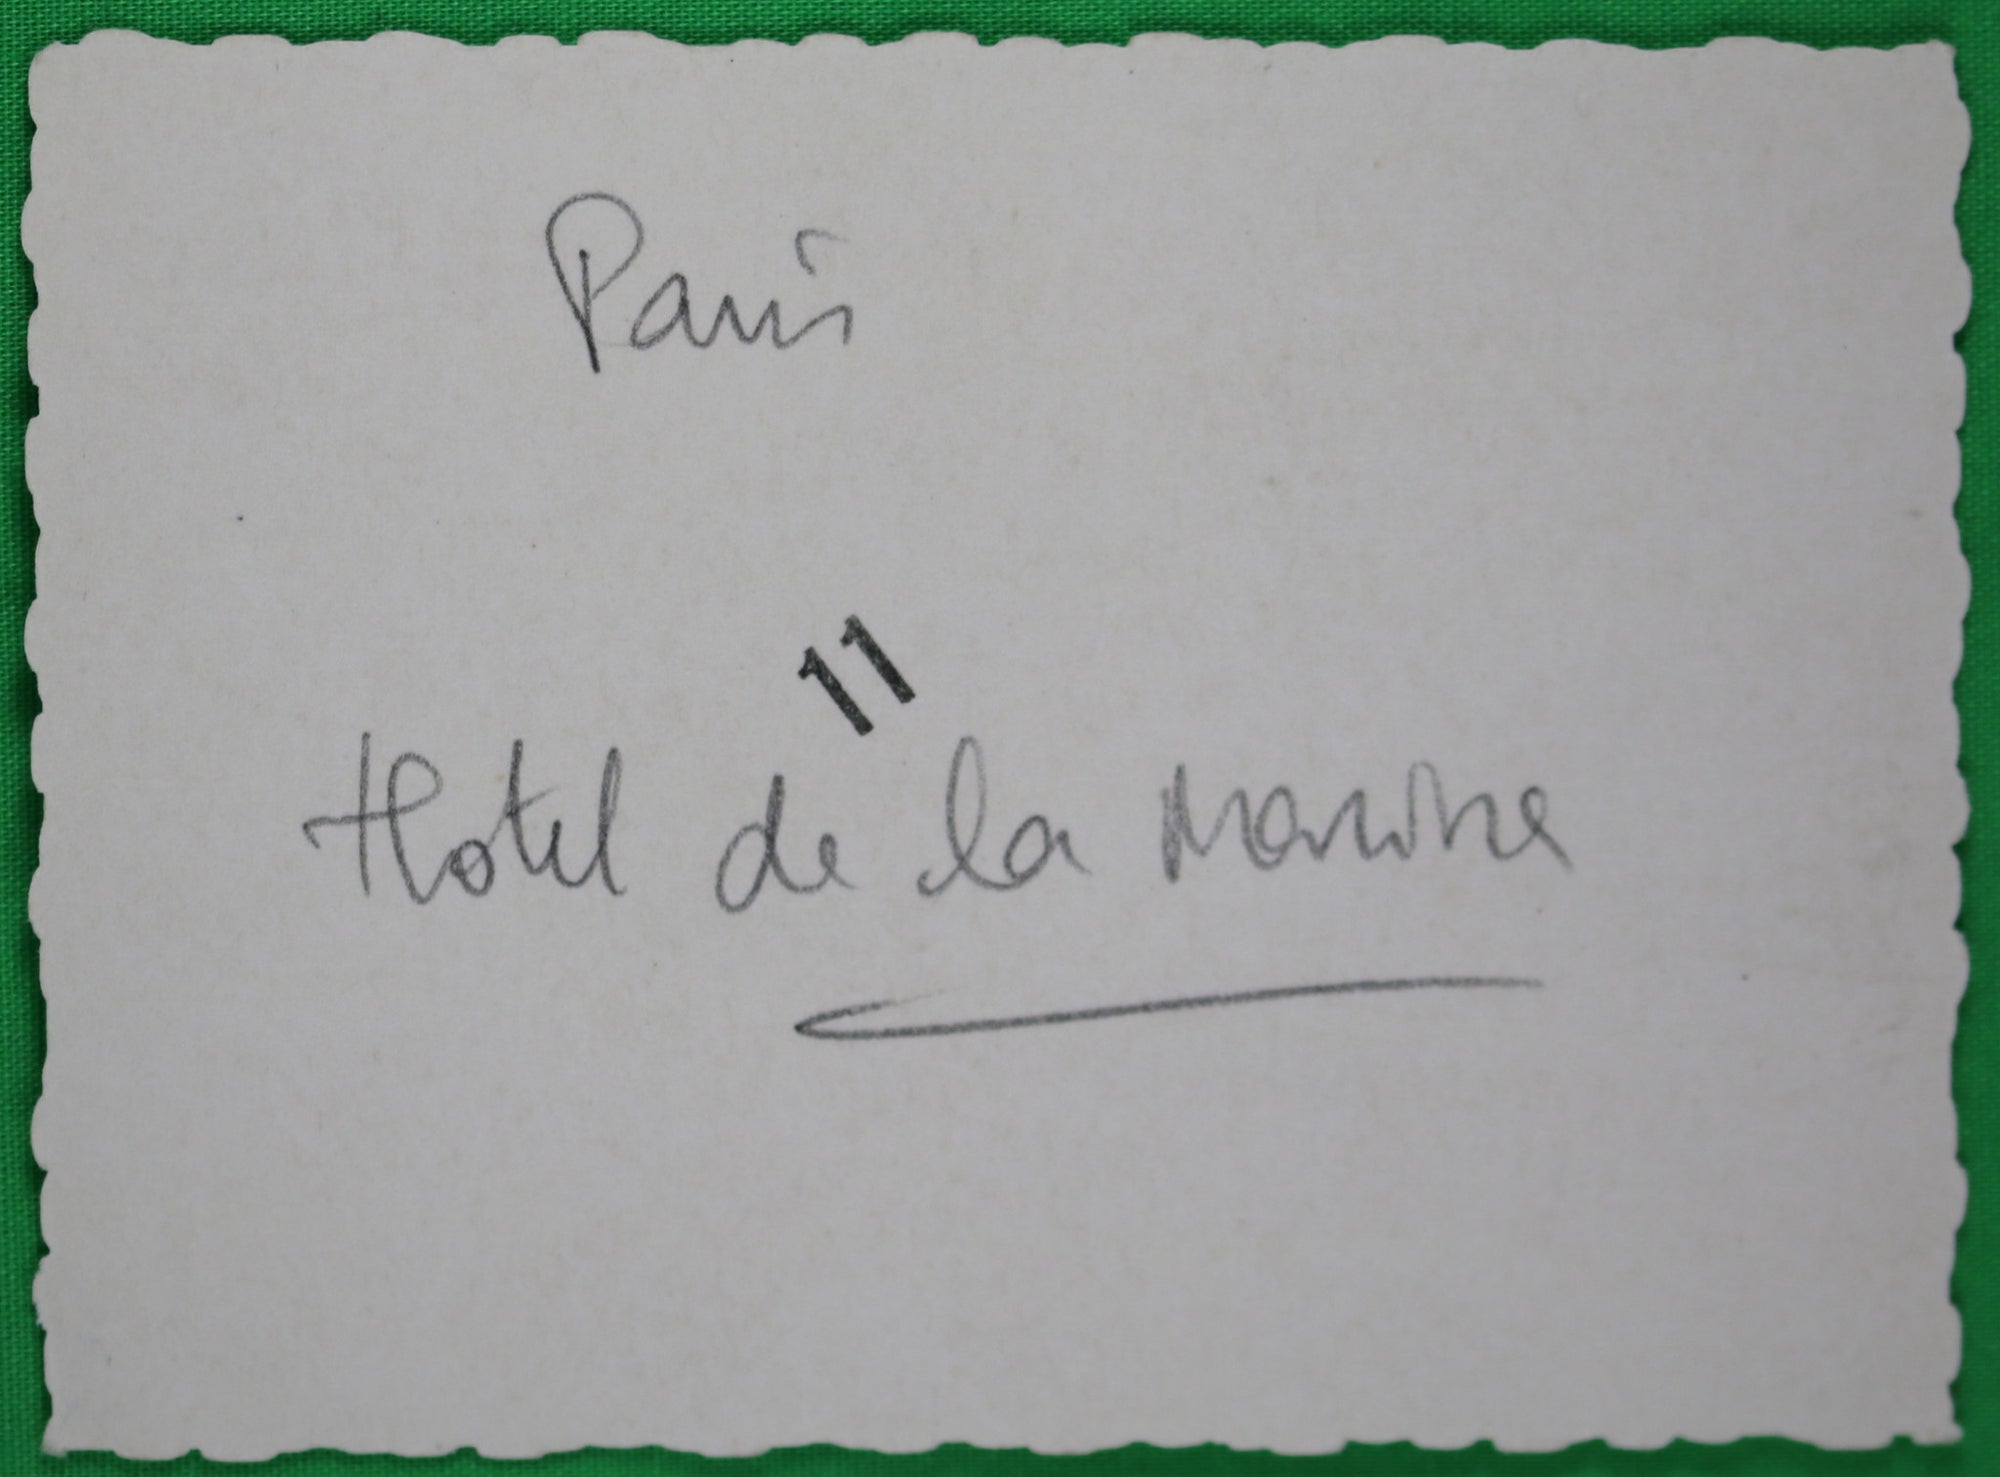 Paris
11
Hotel de la Marine